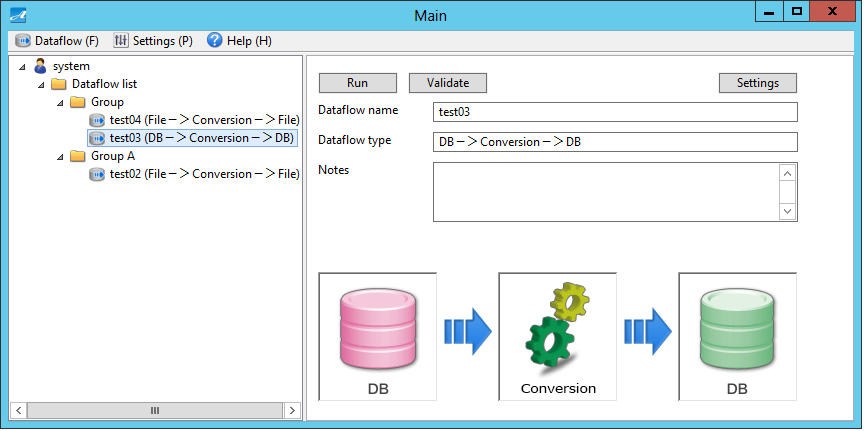 Main
Dataflow (F) Settings (P) Help (H)
system
Dataflow list
Group
test04 (File－＞Conversion－＞File)
test03 (DB－＞Conversion－＞DB)
Group A
test02 (File－＞Conversion－＞File)
Run Validate Settings
Dataflow name test03
Dataflow type DB－＞Conversion－＞DB
Notes
DB Conversion DB